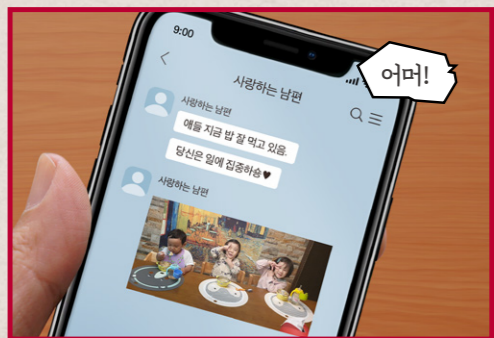 9:00
사랑하는 남편
어머!
사랑하는 남편
얘들 지금 밥 잘 먹고 있음.
당신은 일에 집중하슝♥
사랑하는 남편